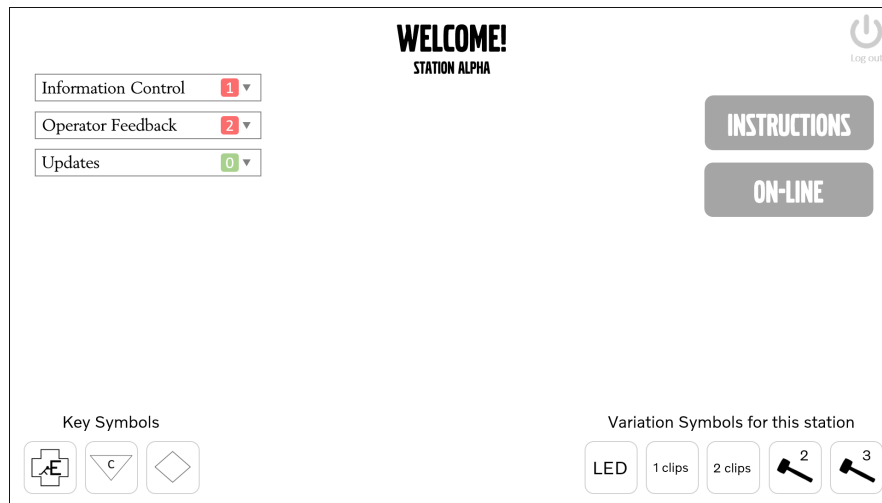 WELCOME!
STATION ALPHA
Log out
Information Control 1
Operator Feedback 2
Updates 0
INSTRUCTIONS
ON-LINE
Key Symbols
E
C
Variation Symbols for this station
LED
1 clips
2 clips
2
3